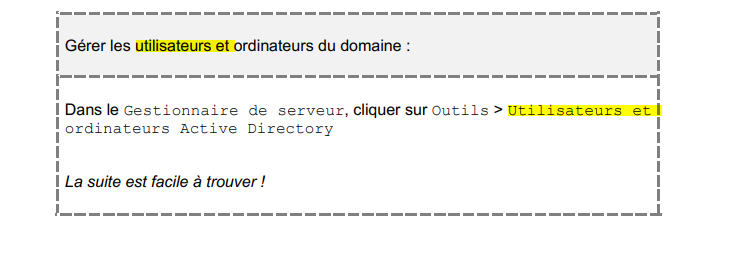 Gérer les utilisateurs et ordinateurs du domaine :
Dans le Gestionnaire de serveur, cliquer sur Outils > Utilisateurs et
ordinateurs Active Directory
La suite est facile à trouver !